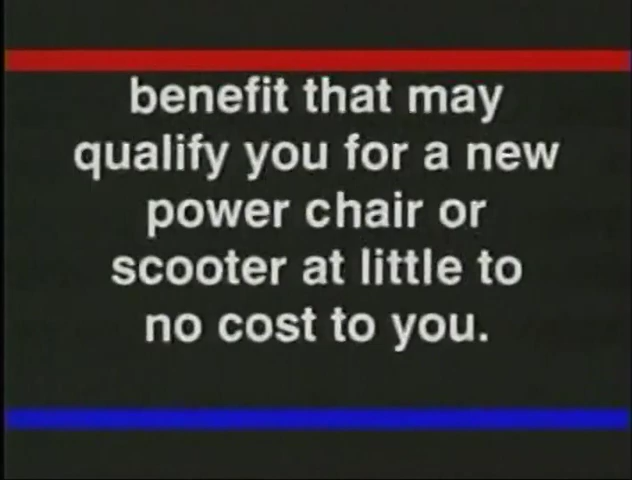 benefit that may
qualify you for a new
power chair or
scooter at little to
no cost to you.